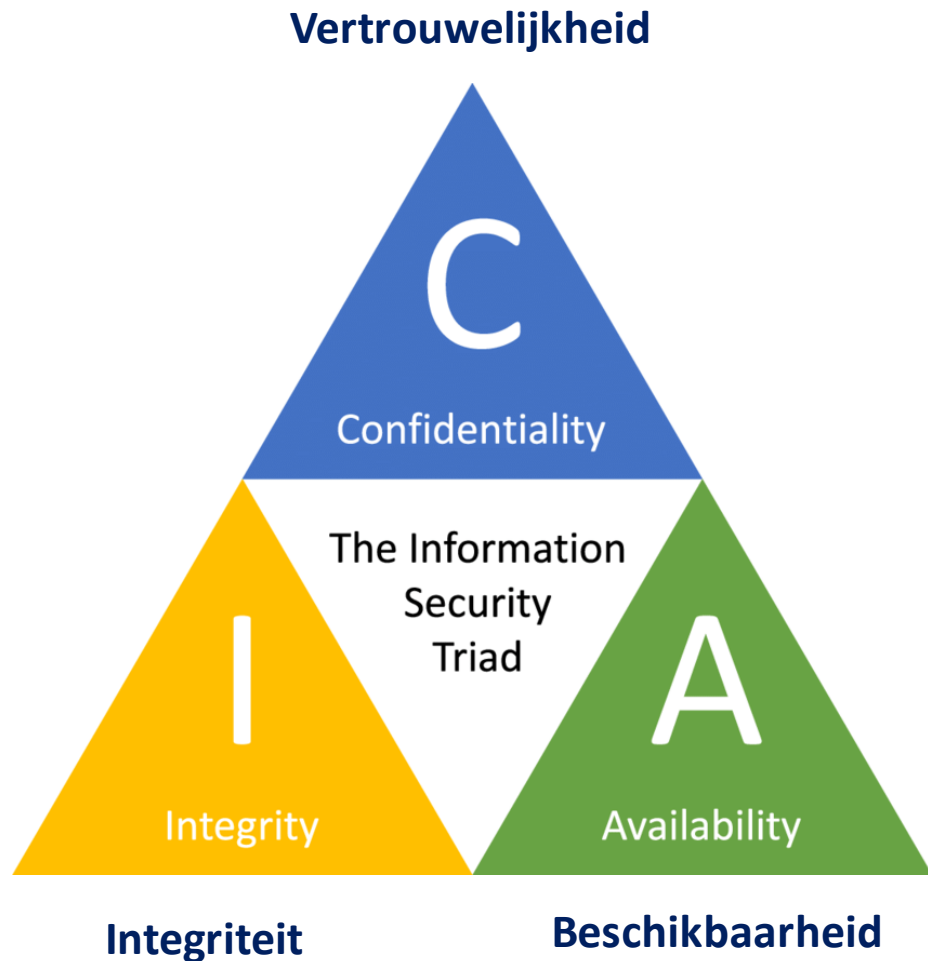 Vertrouwelijkheid
C
Confidentiality
The Information
Security
Triad
I
Integrity
A
Availability
Integriteit
Beschikbaarheid